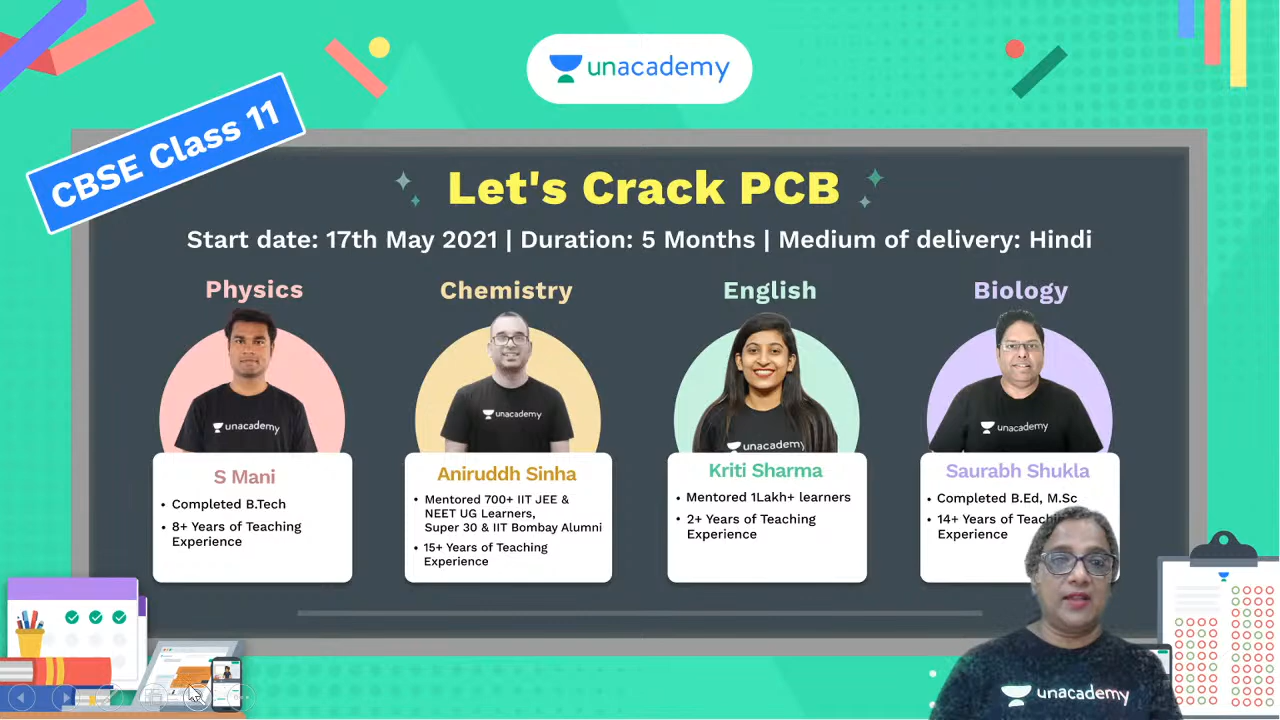 unacademy
CBSE Class 11
Let's Crack PCB
Start date: 17th May 2021 | Duration: 5 Months | Medium of delivery: Hindi
Physics
Chemistry
English
Biology
unacademy
unacademy
unacademy
unacademy
S Mani
• Completed B.Tech
• 8+ Years of Teaching
Experience
Aniruddh Sinha
• Mentored 700+ IIT JEE &
NEET UG Learners,
Super 30 & IIT Bombay Alumni
• 15+ Years of Teaching
Experience
Kriti Sharma
• Mentored 1Lakh+ learners
• 2+ Years of Teaching
Experience
Saurabh Shukla
• Completed B.Ed, M.Sc
• 14+ Years of Teaching
Experience
unacademy